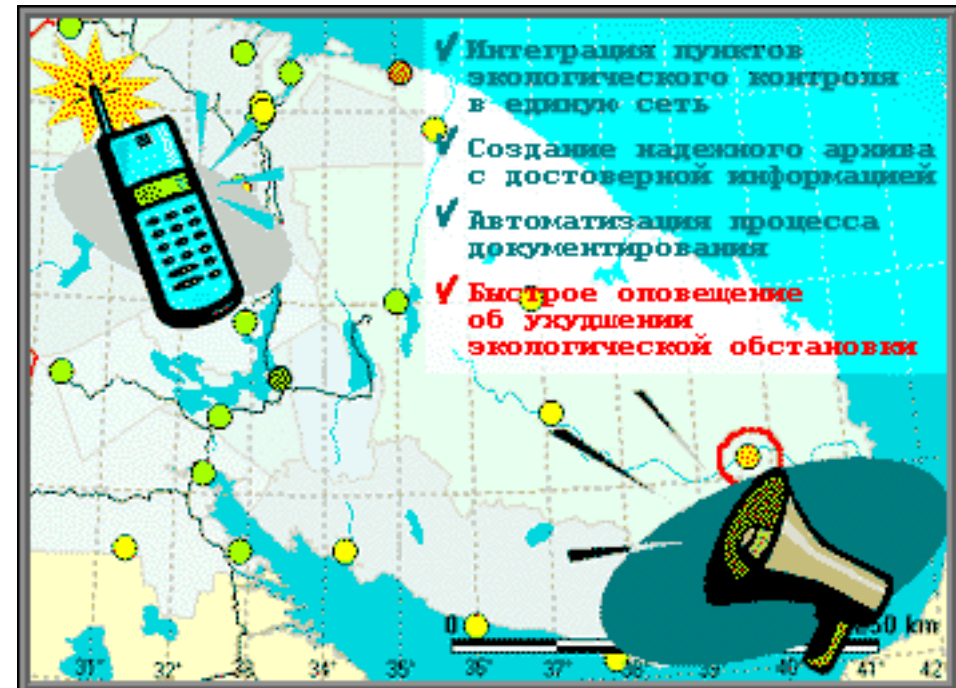 ✓ Интеграция пунктов
экологического контроля
в единую сеть
✓ Создание надежного архива
с достоверной информацией
✓ Автоматизация процесса
документирования
✓ Быстрое оповещение
об ухудшении
экологической обстановки
0 km
31° 32° 33 34° 35° 36° 37° 40° 41° 42